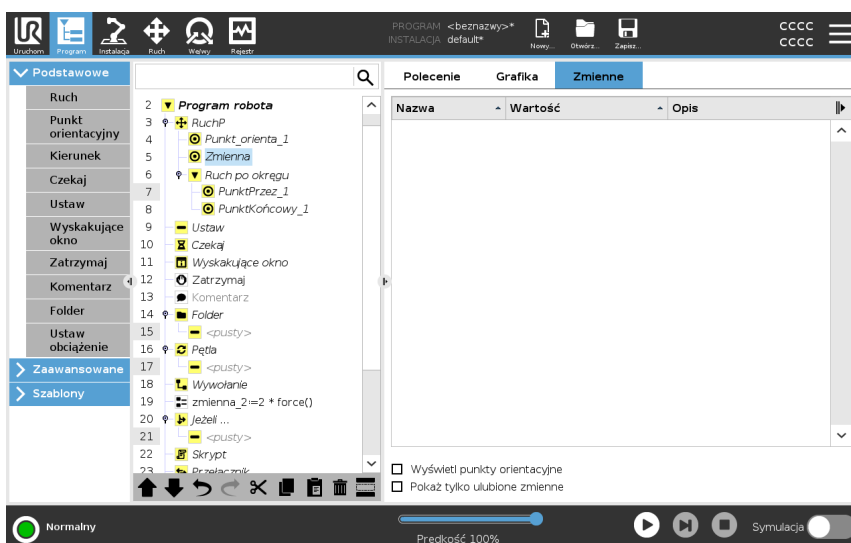 UR
PROGRAM <beznazwy>*
INSTALACJA default*
Uruchom Program Instalacja Ruch We/wy Rejestr
Nowy... Otwórz... Zapisz...
CCCC
CCCC
Podstawowe
Ruch
Punkt
orientacyjny
Kierunek
Czekaj
Ustaw
Wyskakujące
okno
Zatrzymaj
Komentarz
Folder
Ustaw
obciążenie
Zaawansowane
Szablony
2 Program robota
3 RuchP
4 Punkt_orienta_1
5 Zmienna
6 Ruch po okręgu
7 PunktPrzez_1
8 PunktKońcowy_1
9 Ustaw
10 Czekaj
11 Wyskakujące okno
12 Zatrzymaj
13 Komentarz
14 Folder
15 <pusty>
16 Pętla
17 <pusty>
18 Wywołanie
19 zmienna_2:=2 * force()
20 Jeżeli ...
21 <pusty>
22 Skrypt
23 Przełącznik
Polecenie Grafika Zmienne
Nazwa Wartość Opis
Wyświetl punkty orientacyjne
Pokaż tylko ulubione zmienne
Normalny
Prędkość 100%
Symulacja